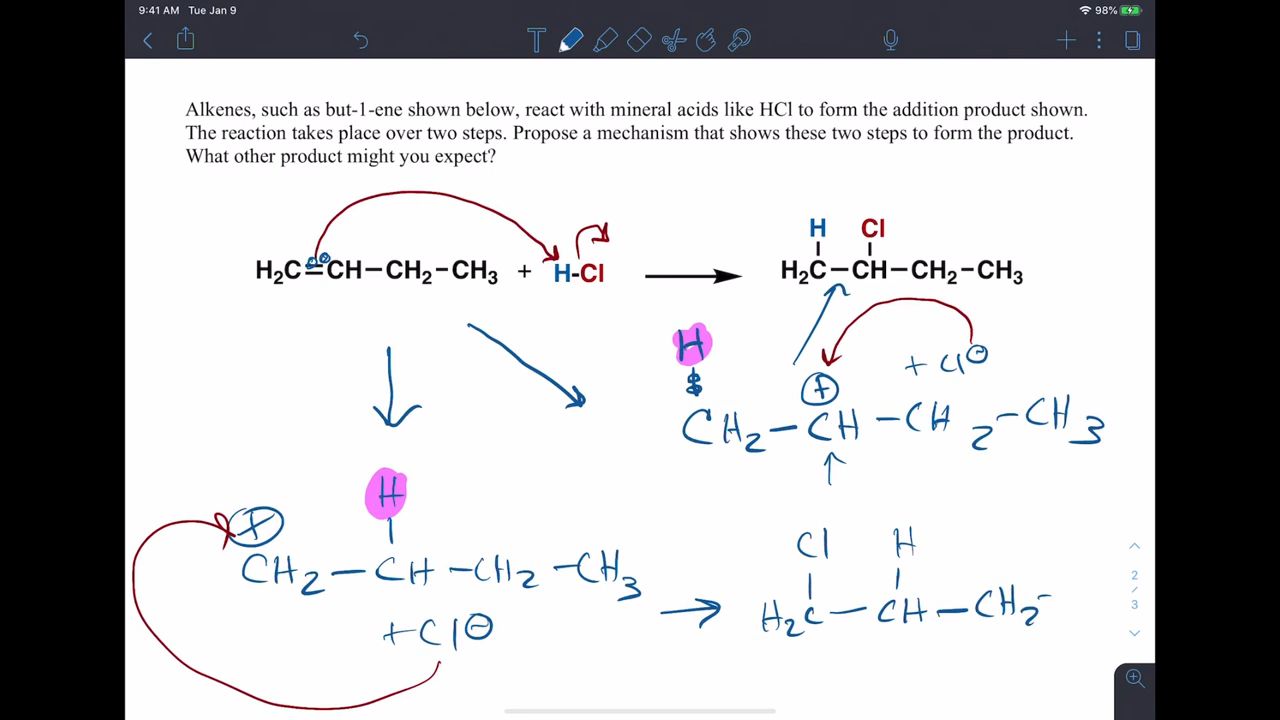 9:41 AM Tue Jan 9
98%
T
Alkenes, such as but-1-ene shown below, react with mineral acids like HCl to form the addition product shown.
The reaction takes place over two steps. Propose a mechanism that shows these two steps to form the product.
What other product might you expect?
H Cl
H₂C=CH–CH₂–CH₃ + H-Cl H₂C–CH–CH₂–CH₃
H
+ Cl⊖
⊕
CH₂–CH–CH₂–CH₃
H
⊕
CH₂–CH–CH₂–CH₃
+Cl⊖
Cl H
H₂C–CH–CH₂-
2
/
3